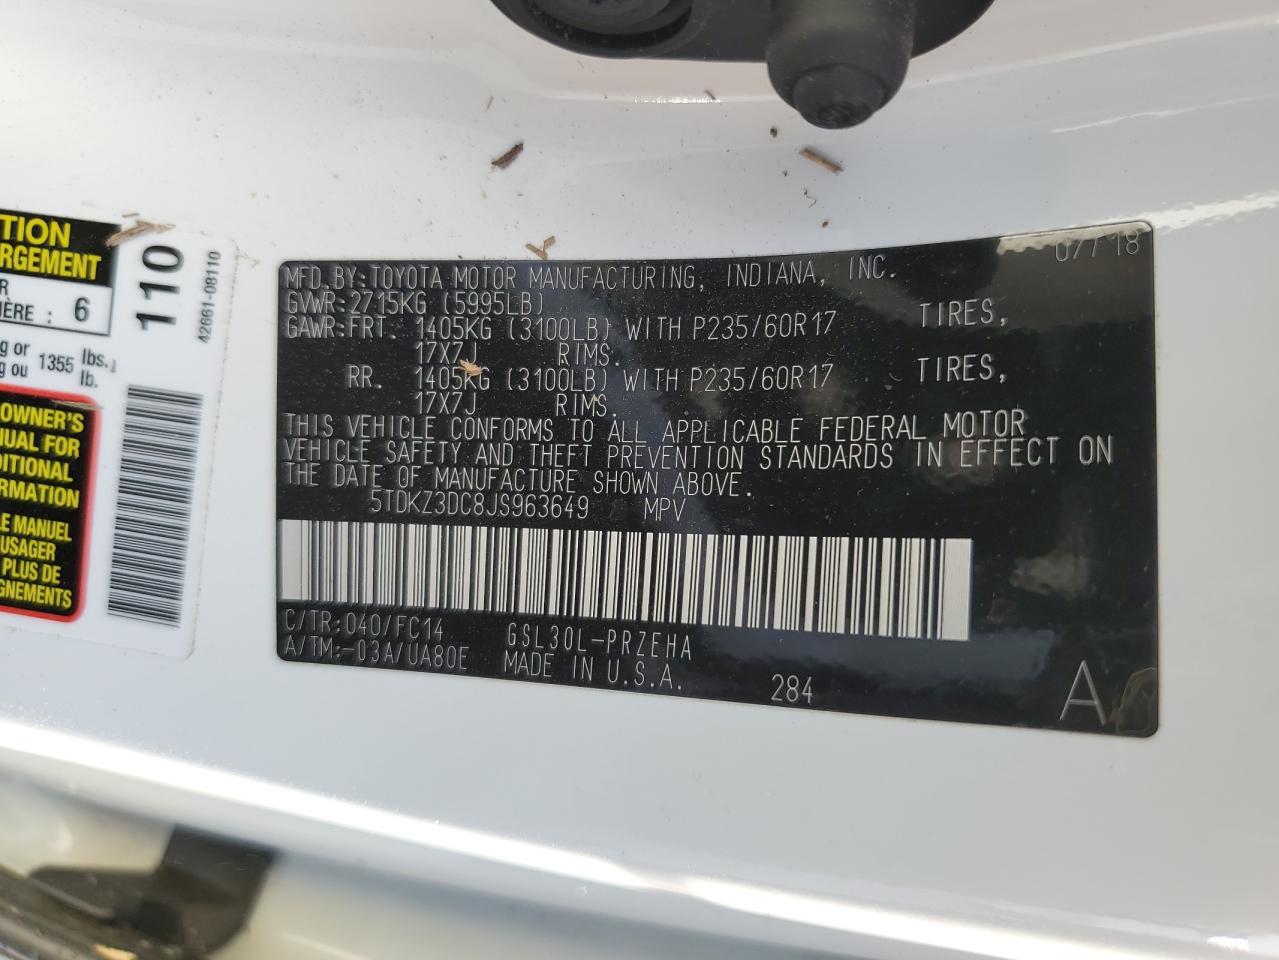 TION
RGEMENT
R
IÈRE : 6
g or
g ou 1355 lbs.
lb.
OWNER'S
NUAL FOR
DITIONAL
ORMATION
LE MANUEL
USAGER
PLUS DE
GNEMENTS
110
42661-08110
07/18
MFD. BY: TOYOTA MOTOR MANUFACTURING, INDIANA, INC.
GVWR: 2715KG (5995LB)
GAWR: FRT. 1405KG (3100LB) WITH P235/60R17 TIRES,
17X7J RIMS.
RR. 1405KG (3100LB) WITH P235/60R17 TIRES,
17X7J RIMS.
THIS VEHICLE CONFORMS TO ALL APPLICABLE FEDERAL MOTOR
VEHICLE SAFETY AND THEFT PREVENTION STANDARDS IN EFFECT ON
THE DATE OF MANUFACTURE SHOWN ABOVE.
5TDKZ3DC8JS963649 MPV
C/TR: 040/FC14 GSL30L-PRZEHA
A/TM: -03A/UA80E MADE IN U.S.A. 284
A